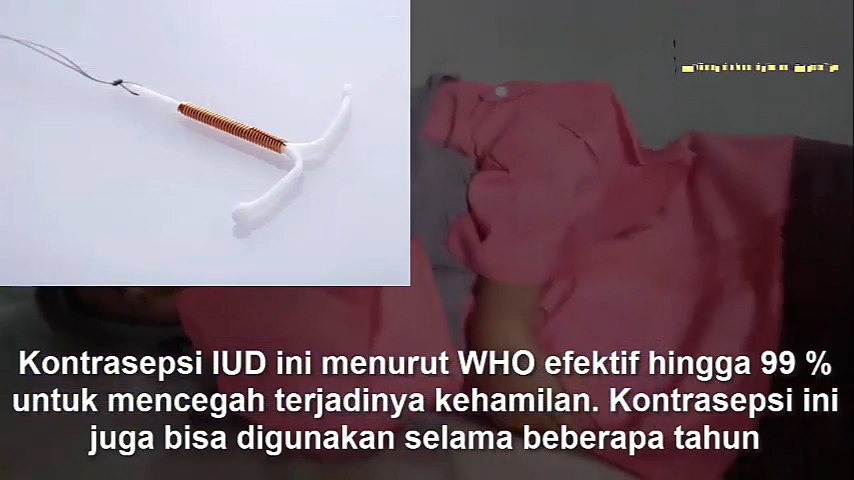 Kontrasepsi IUD ini menurut WHO efektif hingga 99 %
untuk mencegah terjadinya kehamilan. Kontrasepsi ini
juga bisa digunakan selama beberapa tahun